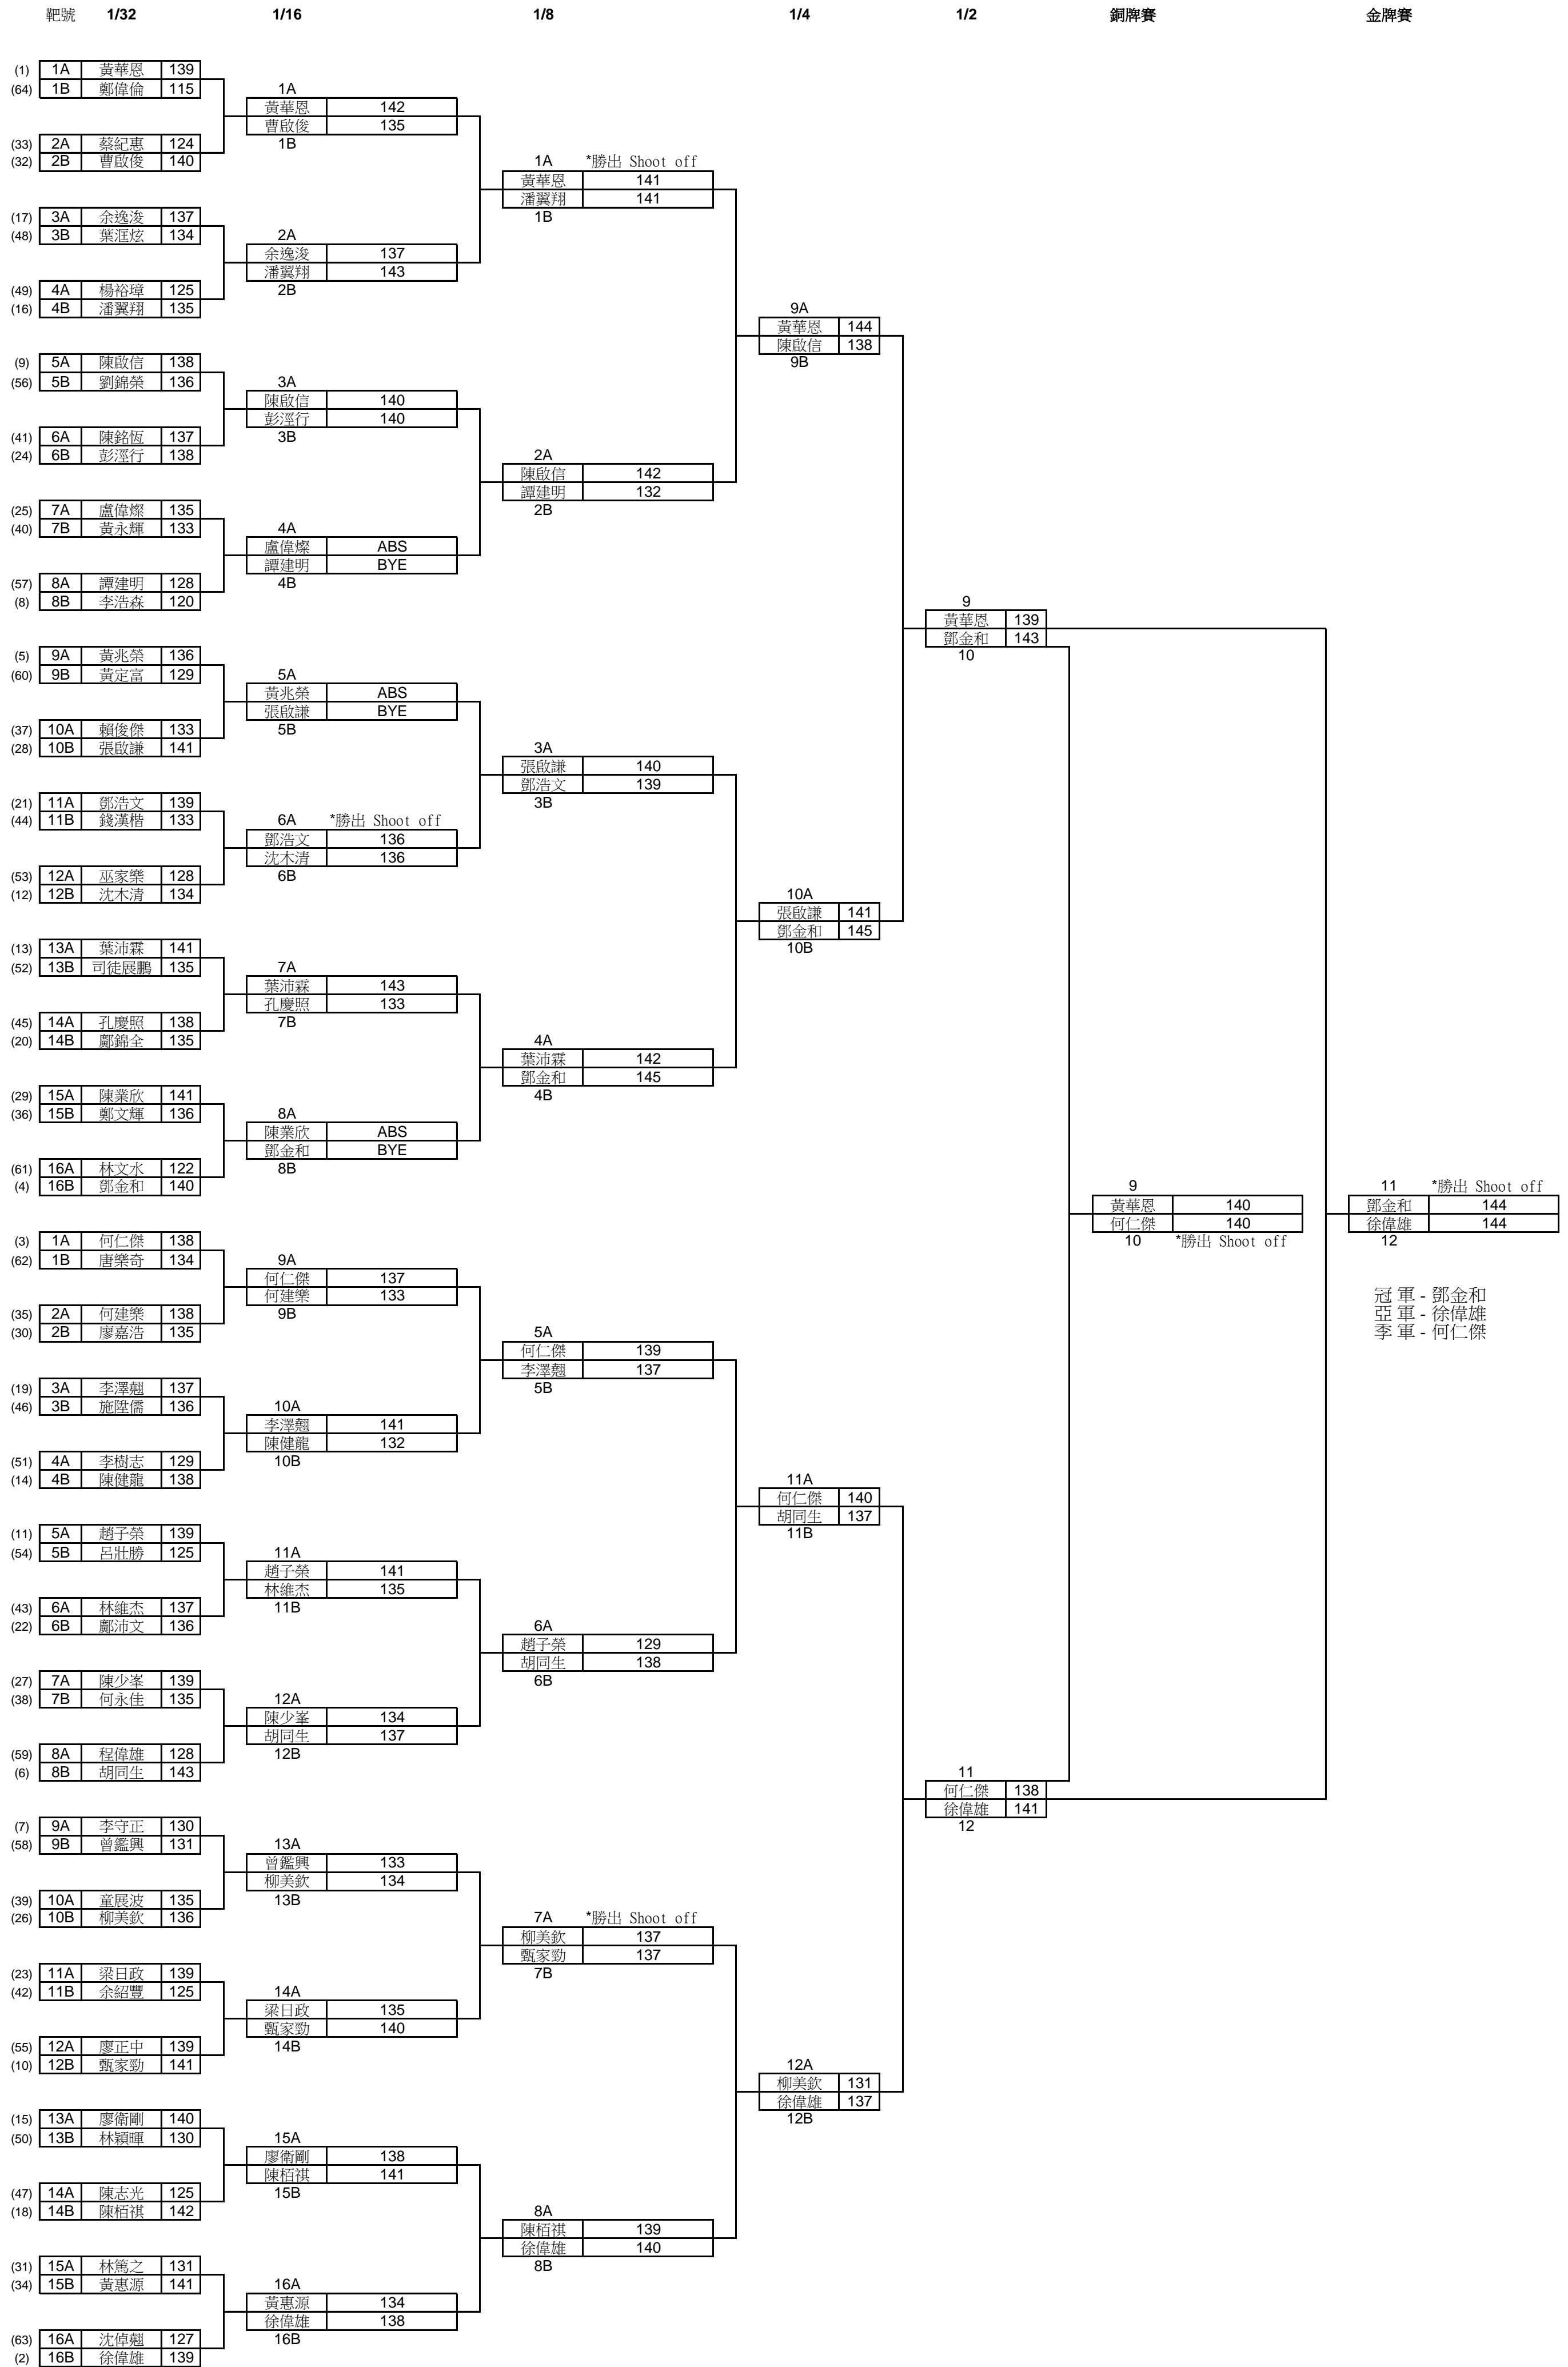 靶號 1/32 1/16 1/8 1/4 1/2 銅牌賽 金牌賽
(1) 1A 黃華恩 139
(64) 1B 鄭偉倫 115
1A
黃華恩 142
曹啟俊 135
1B
(33) 2A 蔡紀惠 124
(32) 2B 曹啟俊 140
1A *勝出 Shoot off
黃華恩 141
潘翼翔 141
1B
(17) 3A 余逸浚 137
(48) 3B 葉洭炫 134
2A
余逸浚 137
潘翼翔 143
2B
(49) 4A 楊裕璋 125
(16) 4B 潘翼翔 135
9A
黃華恩 144
陳啟信 138
9B
(9) 5A 陳啟信 138
(56) 5B 劉錦榮 136
3A
陳啟信 140
彭淫行 140
3B
(41) 6A 陳銘恆 137
(24) 6B 彭淫行 138
2A
陳啟信 142
譚建明 132
2B
(25) 7A 盧偉燦 135
(40) 7B 黃永輝 133
4A
盧偉燦 ABS
譚建明 BYE
4B
(57) 8A 譚建明 128
(8) 8B 李浩森 120
9
黃華恩 139
鄧金和 143
10
(5) 9A 黃兆榮 136
(60) 9B 黃定富 129
5A
黃兆榮 ABS
張啟謙 BYE
5B
(37) 10A 賴俊傑 133
(28) 10B 張啟謙 141
3A
張啟謙 140
鄧浩文 139
3B
(21) 11A 鄧浩文 139
(44) 11B 錢漢楷 133
6A *勝出 Shoot off
鄧浩文 136
沈木清 136
6B
(53) 12A 巫家樂 128
(12) 12B 沈木清 134
10A
張啟謙 141
鄧金和 145
10B
(13) 13A 葉沛霖 141
(52) 13B 司徒展鵬 135
7A
葉沛霖 143
孔慶照 133
7B
(45) 14A 孔慶照 138
(20) 14B 鄺錦全 135
4A
葉沛霖 142
鄧金和 145
4B
(29) 15A 陳業欣 141
(36) 15B 鄭文輝 136
8A
陳業欣 ABS
鄧金和 BYE
8B
(61) 16A 林文水 122
(4) 16B 鄧金和 140
9
黃華恩 140
何仁傑 140
10 *勝出 Shoot off
11 *勝出 Shoot off
鄧金和 144
徐偉雄 144
12
冠 軍 - 鄧金和
亞 軍 - 徐偉雄
季 軍 - 何仁傑
(3) 1A 何仁傑 138
(62) 1B 唐樂奇 134
9A
何仁傑 137
何建樂 133
9B
(35) 2A 何建樂 138
(30) 2B 廖嘉浩 135
5A
何仁傑 139
李澤翹 137
5B
(19) 3A 李澤翹 137
(46) 3B 施陞儒 136
10A
李澤翹 141
陳健龍 132
10B
(51) 4A 李樹志 129
(14) 4B 陳健龍 138
11A
何仁傑 140
胡同生 137
11B
(11) 5A 趙子榮 139
(54) 5B 呂壯勝 125
11A
趙子榮 141
林維杰 135
11B
(43) 6A 林維杰 137
(22) 6B 鄺沛文 136
6A
趙子榮 129
胡同生 138
6B
(27) 7A 陳少峯 139
(38) 7B 何永佳 135
12A
陳少峯 134
胡同生 137
12B
(59) 8A 程偉雄 128
(6) 8B 胡同生 143
11
何仁傑 138
徐偉雄 141
12
(7) 9A 李守正 130
(58) 9B 曾鑑興 131
13A
曾鑑興 133
柳美欽 134
13B
(39) 10A 童展波 135
(26) 10B 柳美欽 136
7A *勝出 Shoot off
柳美欽 137
甄家勁 137
7B
(23) 11A 梁日政 139
(42) 11B 余紹豐 125
14A
梁日政 135
甄家勁 140
14B
(55) 12A 廖正中 139
(10) 12B 甄家勁 141
12A
柳美欽 131
徐偉雄 137
12B
(15) 13A 廖衛剛 140
(50) 13B 林穎暉 130
15A
廖衛剛 138
陳栢祺 141
15B
(47) 14A 陳志光 125
(18) 14B 陳栢祺 142
8A
陳栢祺 139
徐偉雄 140
8B
(31) 15A 林篤之 131
(34) 15B 黃惠源 141
16A
黃惠源 134
徐偉雄 138
16B
(63) 16A 沈倬翹 127
(2) 16B 徐偉雄 139